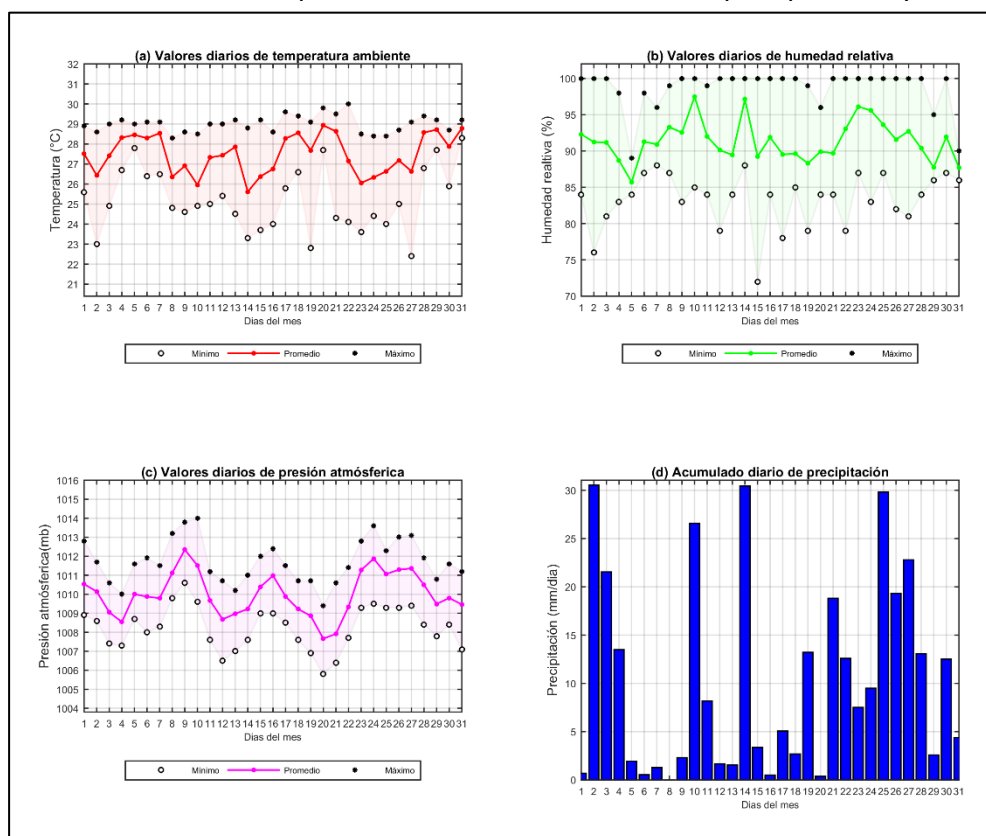 (a) Valores diarios de temperatura ambiente
32
31
30
29
28
27
26
25
24
23
22
21
Temperatura (°C)
1 2 3 4 5 6 7 8 9 10 11 12 13 14 15 16 17 18 19 20 21 22 23 24 25 26 27 28 29 30 31
Dias del mes
Mínimo Promedio Máximo
(b) Valores diarios de humedad relativa
100
95
90
85
80
75
70
Humedad realtiva (%)
1 2 3 4 5 6 7 8 9 10 11 12 13 14 15 16 17 18 19 20 21 22 23 24 25 26 27 28 29 30 31
Dias del mes
Mínimo Promedio Máximo
(c) Valores diarios de presión atmósferica
1016
1015
1014
1013
1012
1011
1010
1009
1008
1007
1006
1005
1004
Presión atmósferica(mb)
1 2 3 4 5 6 7 8 9 10 11 12 13 14 15 16 17 18 19 20 21 22 23 24 25 26 27 28 29 30 31
Dias del mes
Mínimo Promedio Máximo
(d) Acumulado diario de precipitación
30
25
20
15
10
5
0
Precipitación (mm/dia)
1 2 3 4 5 6 7 8 9 10 11 12 13 14 15 16 17 18 19 20 21 22 23 24 25 26 27 28 29 30 31
Dias del mes